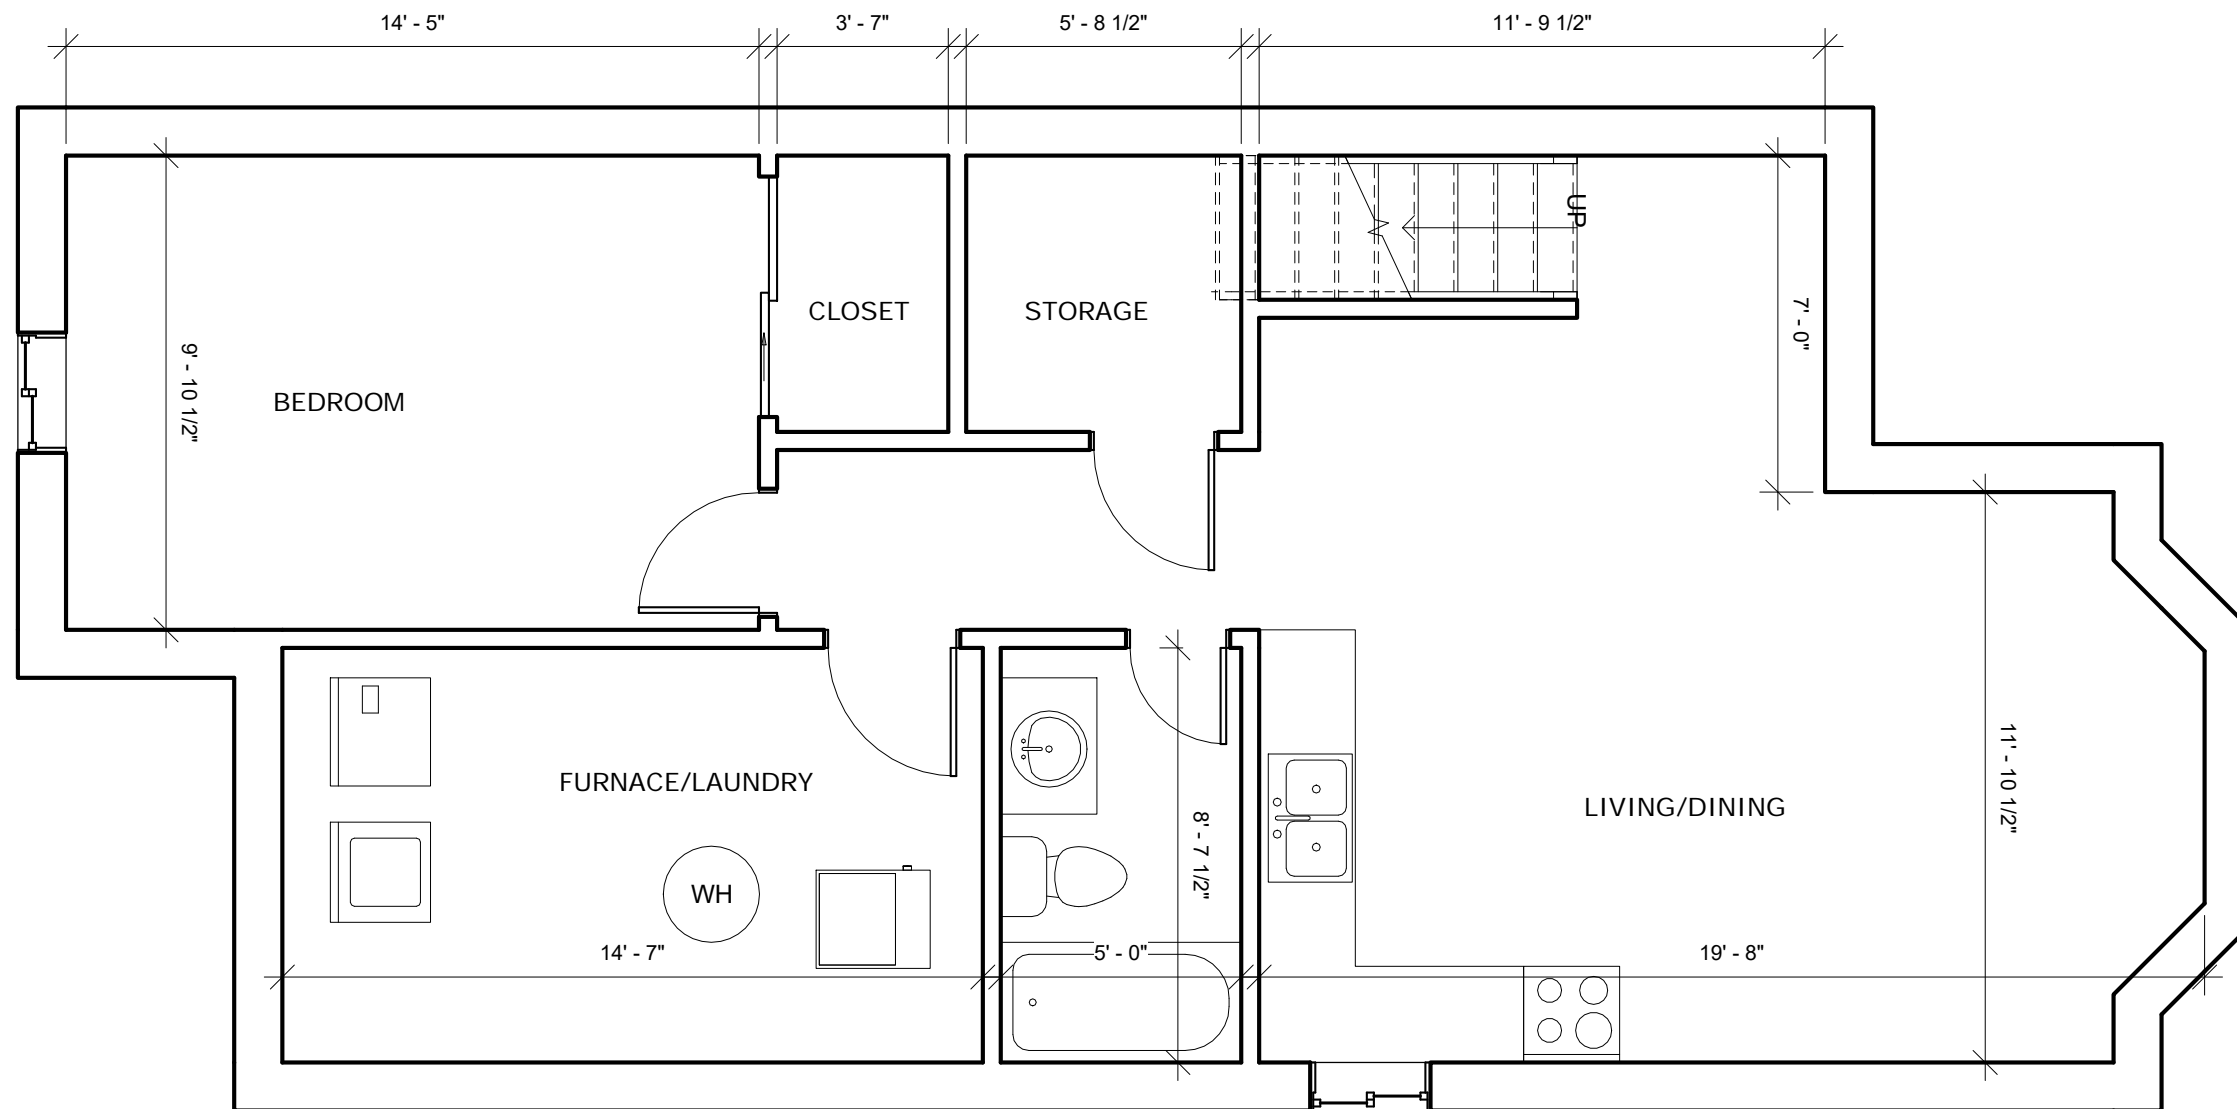 14' - 5"
3' - 7"
5' - 8 1/2"
11' - 9 1/2"
UP
CLOSET
STORAGE
7' - 0"
9' - 10 1/2"
BEDROOM
FURNACE/LAUNDRY
11' - 10 1/2"
LIVING/DINING
8' - 7 1/2"
WH
14' - 7"
5' - 0"
19' - 8"